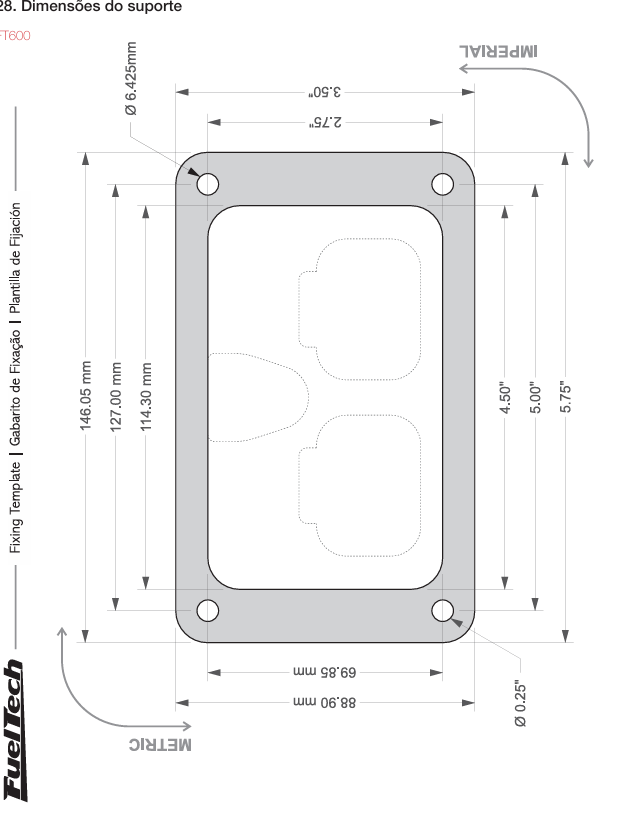 28. Dimensões do suporte
FT600
IMPERIAL
Ø 6.425mm
3.50"
2.75"
146.05 mm
127.00 mm
114.30 mm
4.50"
5.00"
5.75"
Fixing Template | Gabarito de Fixação | Plantilla de Fijación
69.85 mm
88.90 mm
Ø 0.25"
METRIC
FuelTech